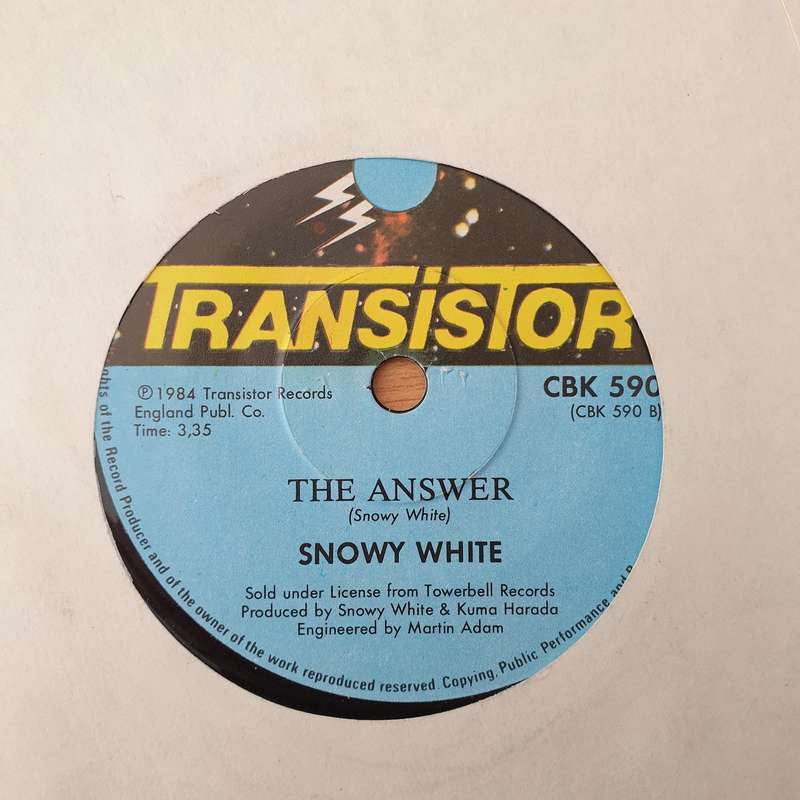 TRANSISTOR
℗ 1984 Transistor Records
England Publ. Co.
Time: 3,35
CBK 590
(CBK 590 B)
THE ANSWER
(Snowy White)
SNOWY WHITE
Sold under License from Towerbell Records
Produced by Snowy White & Kuma Harada
Engineered by Martin Adam
of the Record Producer and of the owner of the work reproduced reserved. Copying, Public Performance and